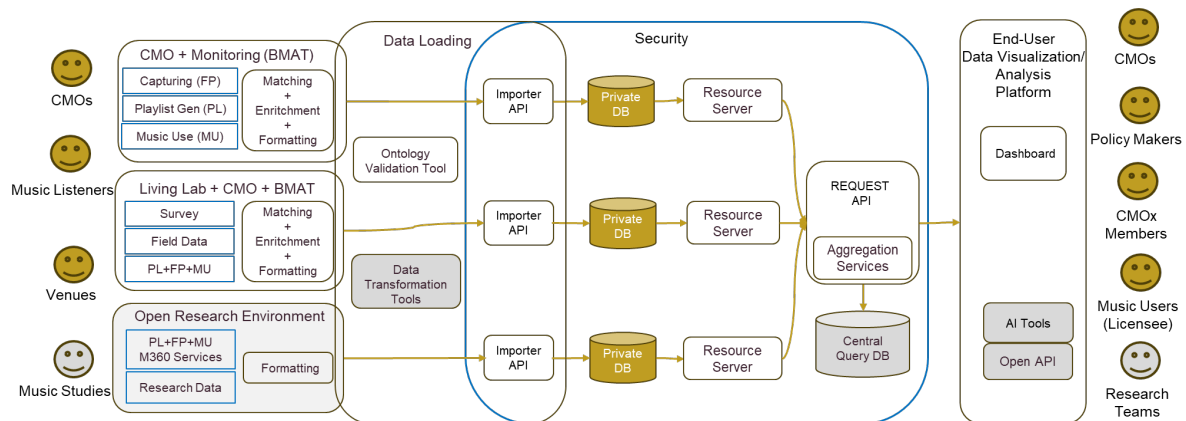 CMOs
Music Listeners
Venues
Music Studies
CMO + Monitoring (BMAT)
Capturing (FP)
Playlist Gen (PL)
Music Use (MU)
Matching
+
Enritchment
+
Formatting
Living Lab + CMO + BMAT
Survey
Field Data
PL+FP+MU
Matching
+
Enritchment
+
Formatting
Open Research Environment
PL+FP+MU
M360 Services
Research Data
Formatting
Data Loading
Ontology
Validation Tool
Data
Transformation
Tools
Security
Importer
API
Private
DB
Resource
Server
Importer
API
Private
DB
Resource
Server
Importer
API
Private
DB
Resource
Server
REQUEST
API
Aggregation
Services
Central
Query DB
End-User
Data Visualization/
Analysis
Platform
Dashboard
AI Tools
Open API
CMOs
Policy Makers
CMOx
Members
Music Users
(Licensee)
Research
Teams